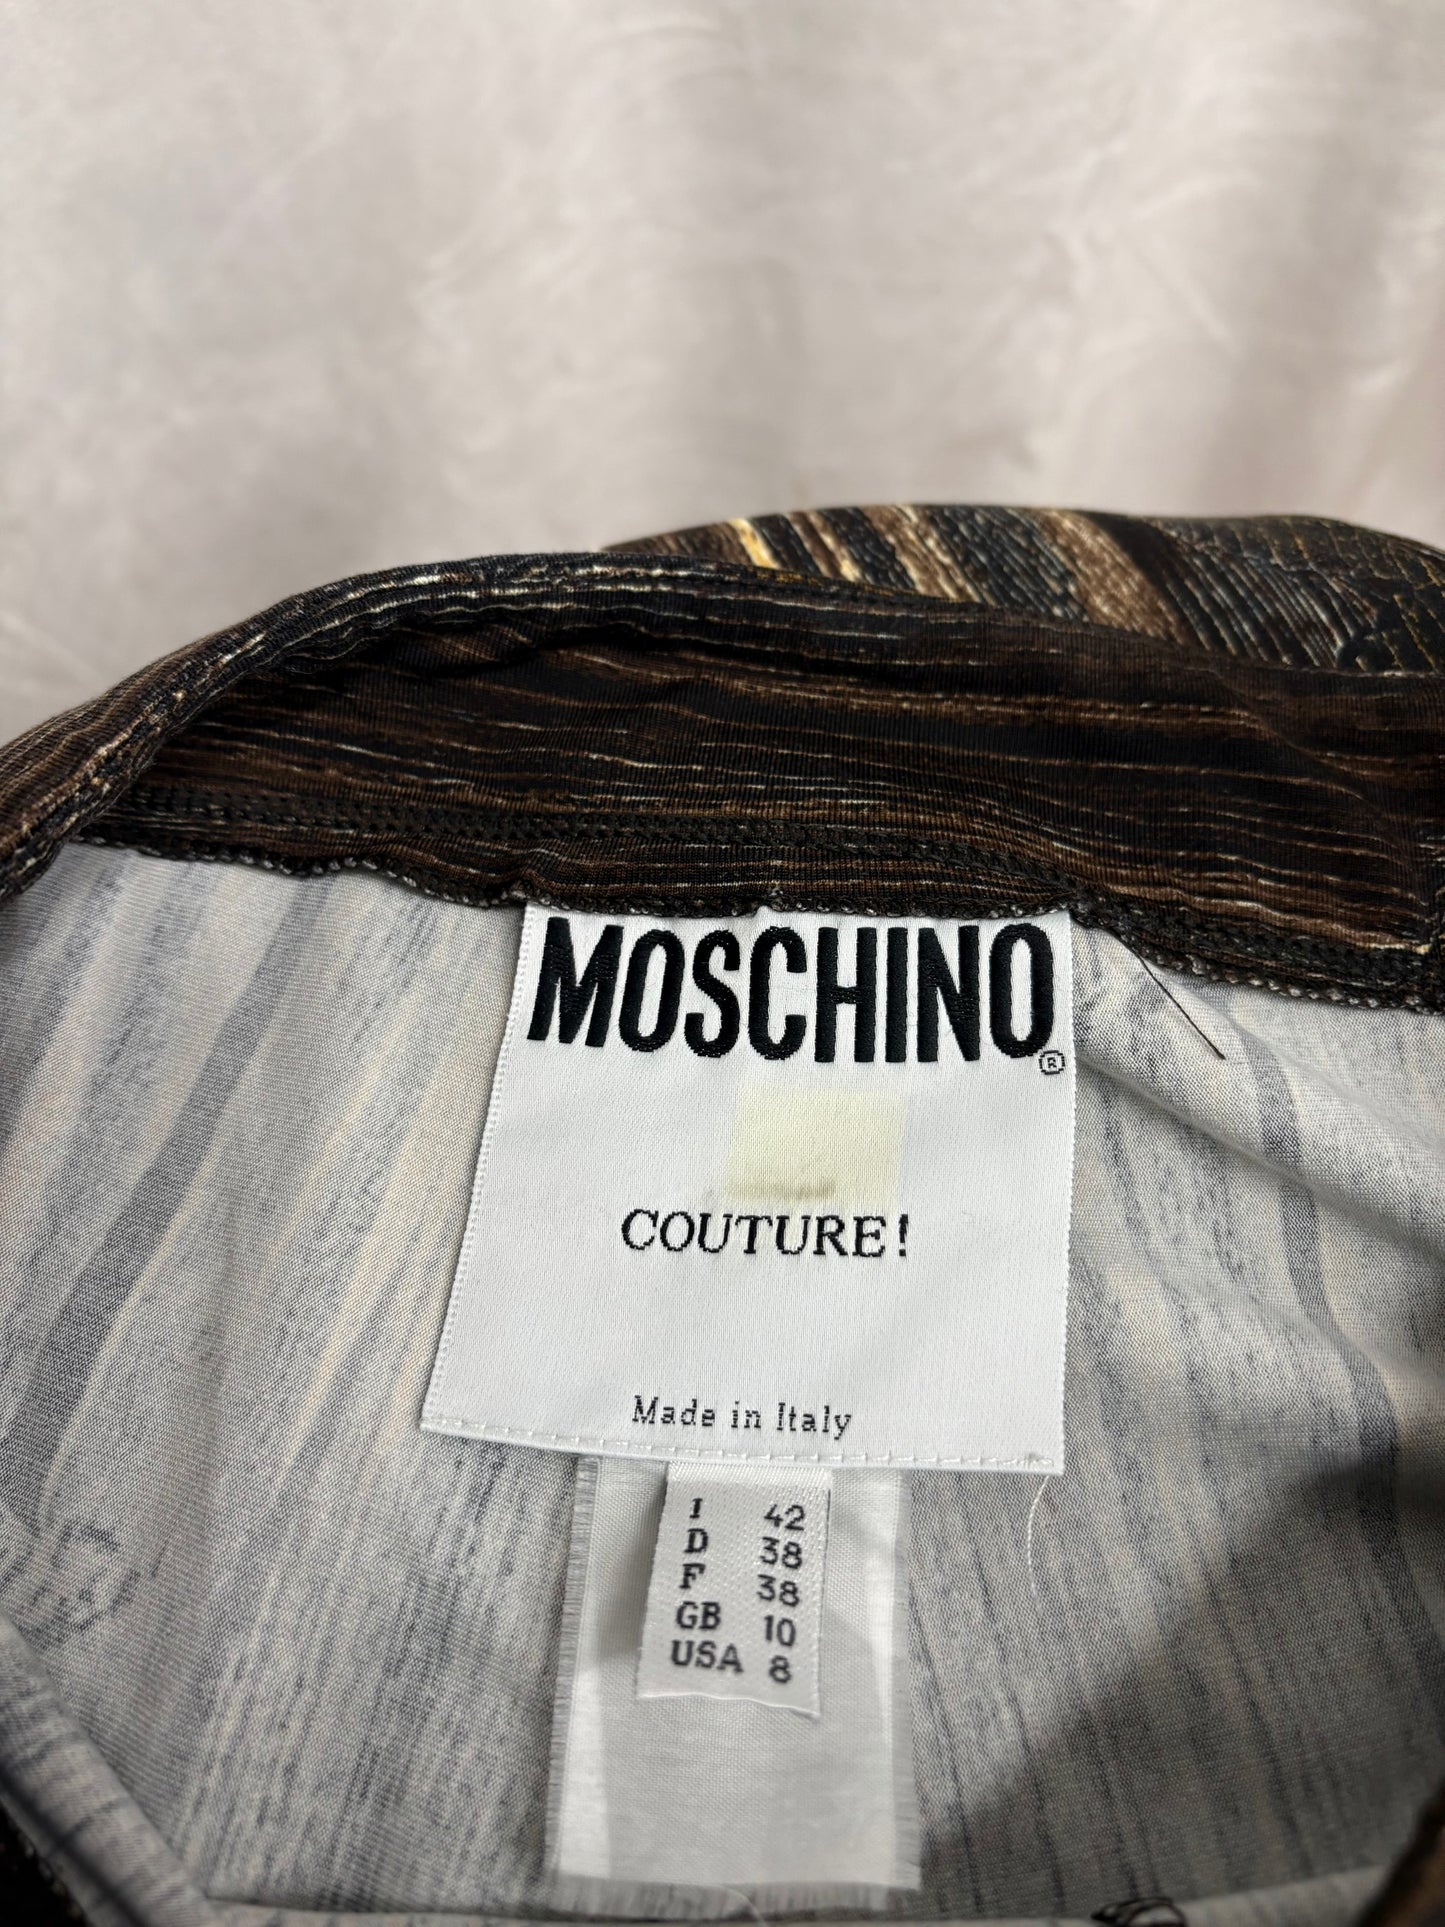 MOSCHINO®
COUTURE!
Made in Italy
I 42
D 38
F 38
GB 10
USA 8